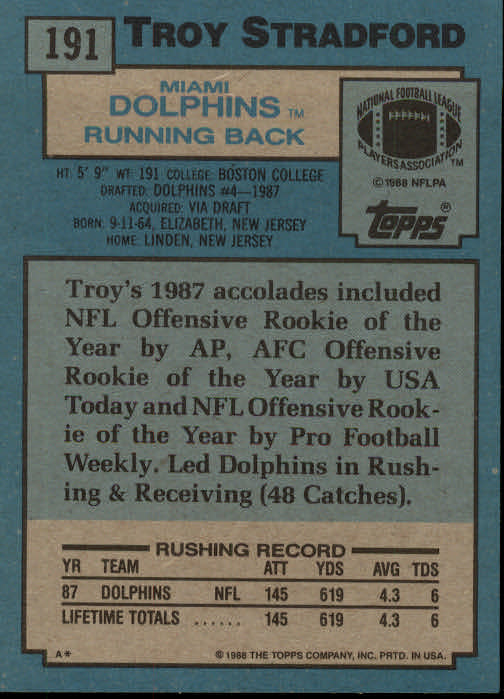 191
TROY STRADFORD
MIAMI
DOLPHINS ™
RUNNING BACK
HT: 5' 9" WT: 191 COLLEGE: BOSTON COLLEGE
DRAFTED: DOLPHINS #4—1987
ACQUIRED: VIA DRAFT
BORN: 9-11-64, ELIZABETH, NEW JERSEY
HOME: LINDEN, NEW JERSEY
NATIONAL FOOTBALL LEAGUE
PLAYERS ASSOCIATION™
© 1988 NFLPA
Topps®
Troy's 1987 accolades included
NFL Offensive Rookie of the
Year by AP, AFC Offensive
Rookie of the Year by USA
Today and NFL Offensive Rook-
ie of the Year by Pro Football
Weekly. Led Dolphins in Rush-
ing & Receiving (48 Catches).
RUSHING RECORD
YR TEAM ATT YDS AVG TDS
87 DOLPHINS NFL 145 619 4.3 6
LIFETIME TOTALS ...... 145 619 4.3 6
A* © 1988 THE TOPPS COMPANY, INC. PRTD. IN USA.